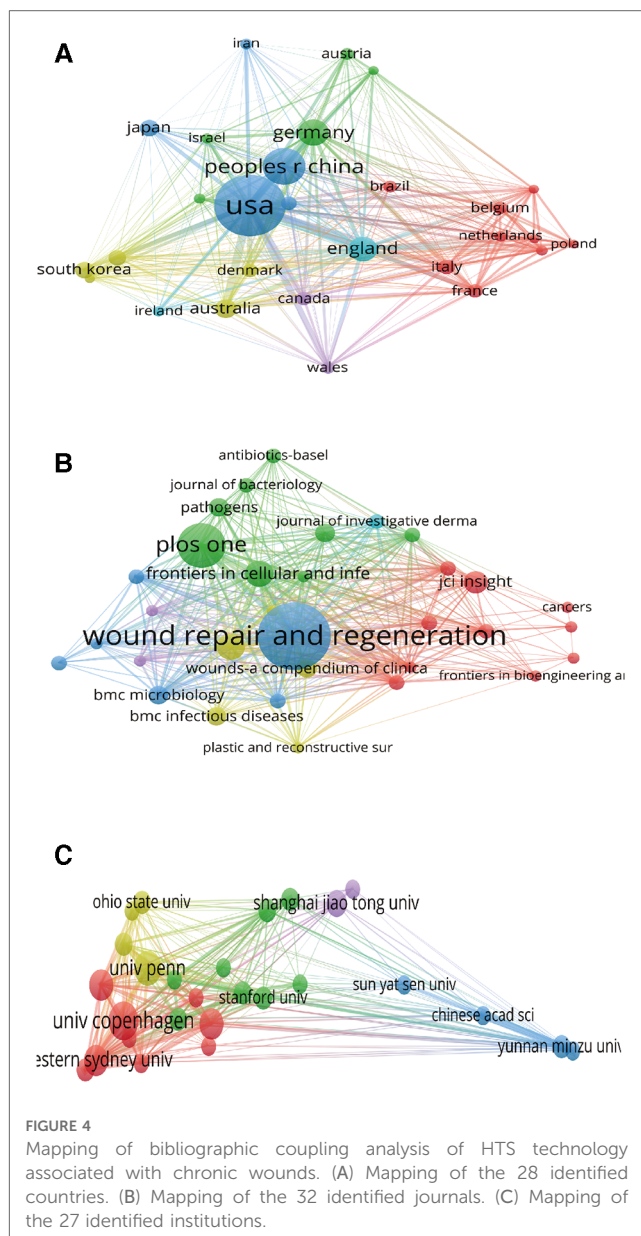 A
iran
austria
japan
israel
germany
peoples r china
brazil
usa
belgium
england
netherlands
poland
south korea
denmark
italy
canada
france
ireland
australia
wales
B
antibiotics-basel
journal of bacteriology
pathogens
journal of investigative derma
plos one
frontiers in cellular and infe
jci insight
cancers
wound repair and regeneration
wounds-a compendium of clinica
frontiers in bioengineering a
bmc microbiology
bmc infectious diseases
plastic and reconstructive sur
C
ohio state univ
shanghai jiao tong univ
univ penn
stanford univ
sun yat sen univ
univ copenhagen
chinese acad sci
estern sydney univ
yunnan minzu univ
FIGURE 4
Mapping of bibliographic coupling analysis of HTS technology
associated with chronic wounds. (A) Mapping of the 28 identified
countries. (B) Mapping of the 32 identified journals. (C) Mapping of
the 27 identified institutions.